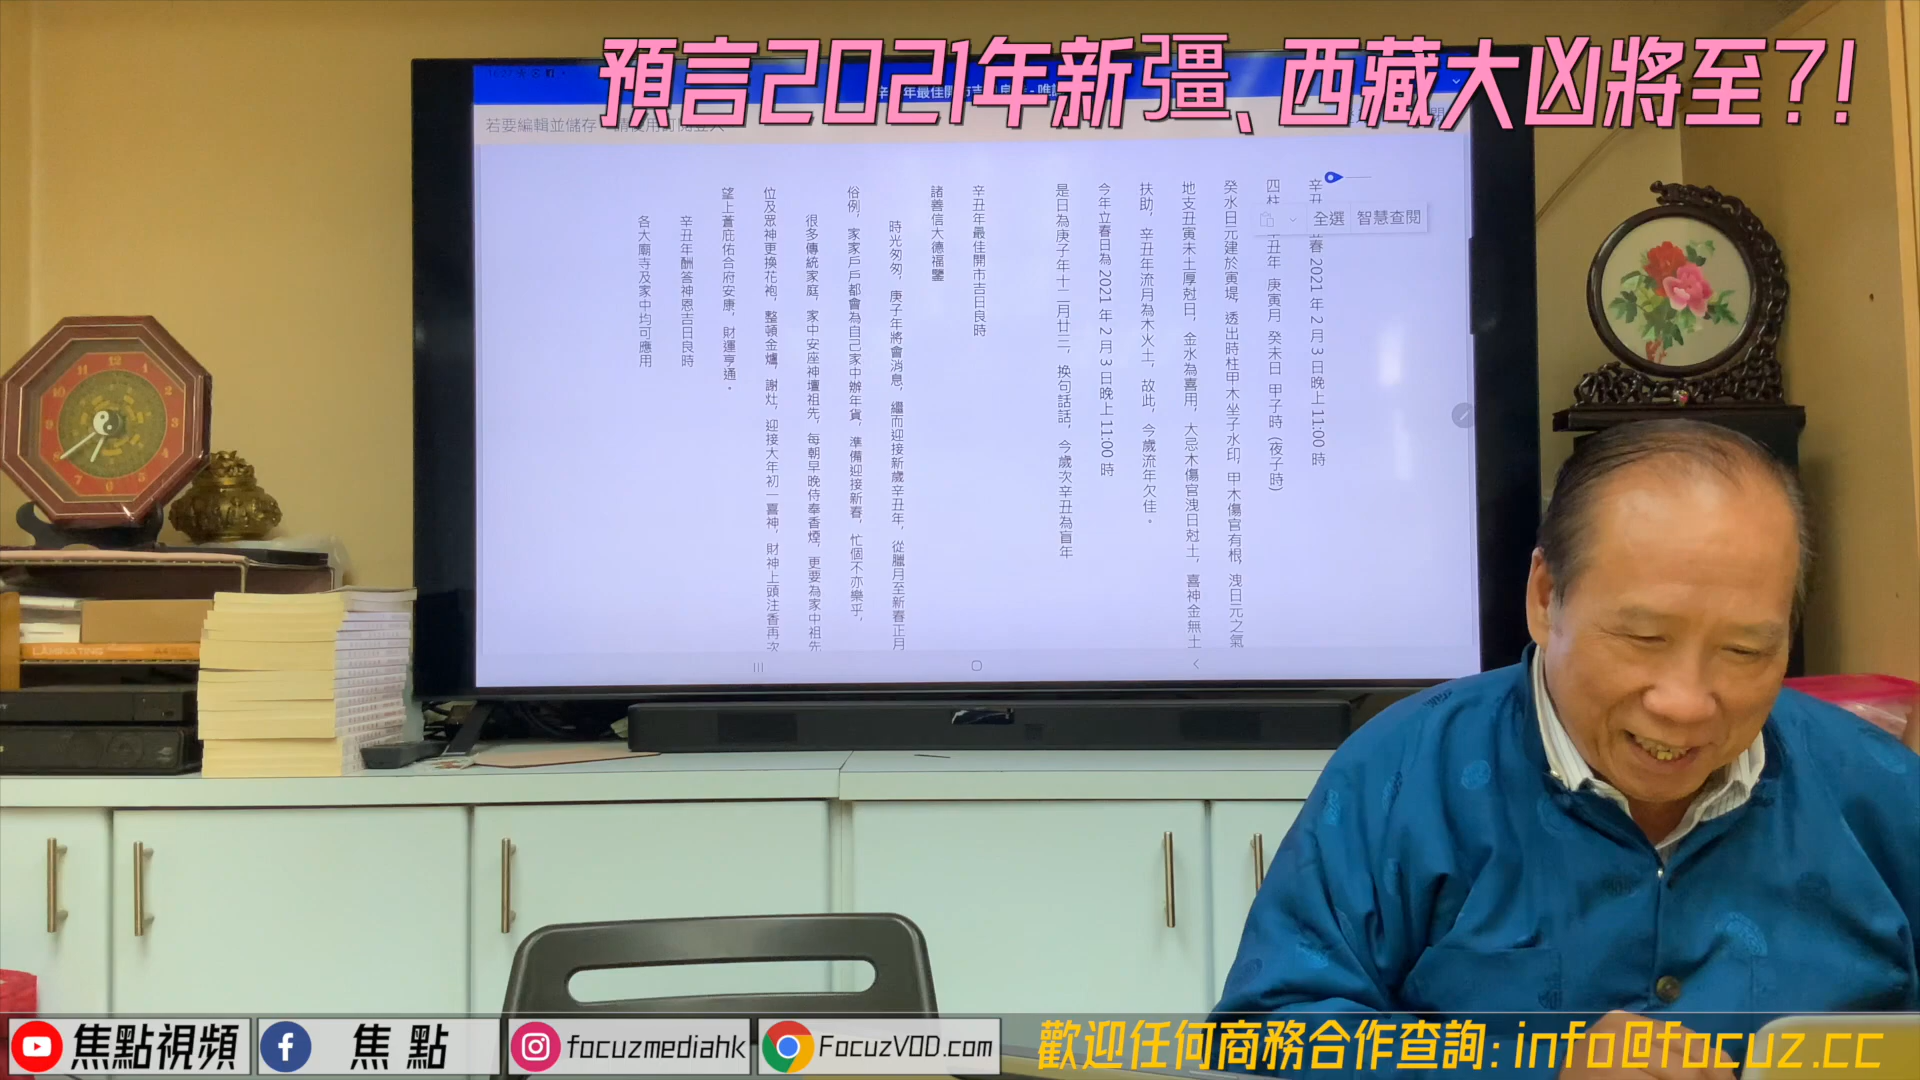 預言2021年新疆、西藏大凶將至?!
若要編輯並儲存
全選 智慧查閱
春 2021 年 2 月 3 日晚上 11:00 時
辛丑年 庚寅月 癸未日 甲子時 (夜子時)
癸水日元建於寅堤，透出時柱甲木坐子水印，甲木傷官有根，洩日元之氣
地支丑寅未土厚尅日，金水為喜用，大忌木傷官洩日尅土，喜神金無土
扶助，辛丑年流月為木火土，故此，今歲流年欠佳。
今年立春日為 2021 年 2 月 3 日晚上 11:00 時
是日為庚子年十二月廿三，換句話話，今歲次辛丑為盲年
辛丑年最佳開市吉日良時
諸善信大德福鑒
時光匆匆，庚子年將會消息，繼而迎接新歲辛丑年，從臘月至新春正月
俗例，家家戶戶都會為自己家中辦年貨，準備迎接新春，忙個不亦樂乎，
很多傳統家庭，家中安座神壇祖先，每朝早晚侍奉香煙，更要為家中祖先
位及眾神更換花袍，整頓金爐，謝灶，迎接大年初一喜神，財神上頭注香再次
望上蒼庇佑合府安康，財運亨通。
辛丑年酬答神恩吉日良時
各大廟寺及家中均可應用
LAMINATING
焦點視頻
焦點
focuzmediahk
FocuzVOD.com
歡迎任何商務合作查詢: info@focuz.cc